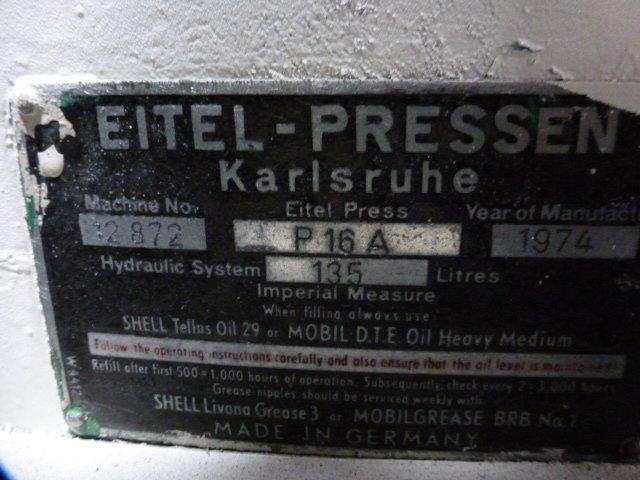 EITEL-PRESSEN
Karlsruhe
Machine No. Eitel Press Year of Manufact
12 872 P 16 A 1974
Hydraulic System 135 Litres
Imperial Measure
When filling always use
SHELL Tellus Oil 29 or MOBIL D.T.E. Oil Heavy Medium
Follow the operating instructions carefully and also ensure that the oil level is maintained!
Refill after first 500=1,000 hours of operation. Subsequently, check every 2=3,000 hours
Grease nipples should be serviced weekly with
SHELL Livona Grease 3 or MOBILGREASE BRB No. 1
MADE IN GERMANY